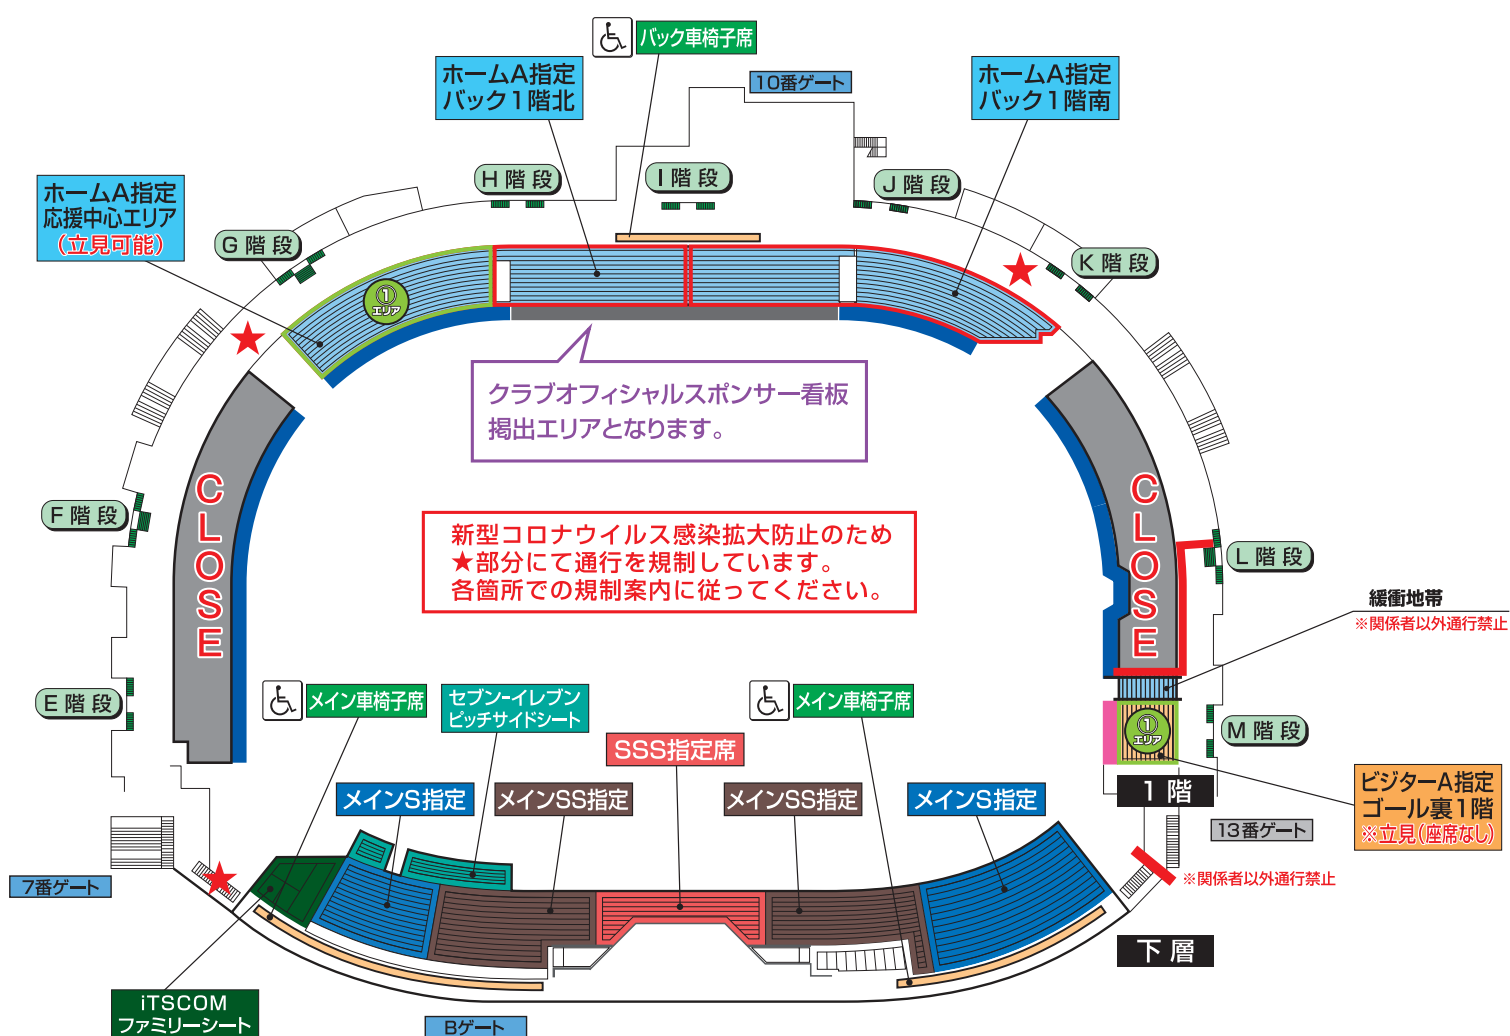 バック車椅子席
ホームA指定
バック1階北
10番ゲート
ホームA指定
バック1階南
ホームA指定
応援中心エリア
(立見可能)
G階段
H階段
I階段
J階段
K階段
①
エリア
クラブオフィシャルスポンサー看板
掲出エリアとなります。
CLOSE
CLOSE
F階段
新型コロナウイルス感染拡大防止のため
★部分にて通行を規制しています。
各箇所での規制案内に従ってください。
L階段
緩衝地帯
※関係者以外通行禁止
E階段
メイン車椅子席
セブン-イレブン
ピッチサイドシート
メイン車椅子席
SSS指定席
①
エリア
M階段
メインS指定
メインSS指定
メインSS指定
メインS指定
1階
ビジターA指定
ゴール裏1階
※立見(座席なし)
13番ゲート
7番ゲート
※関係者以外通行禁止
下層
iTSCOM
ファミリーシート
Bゲート